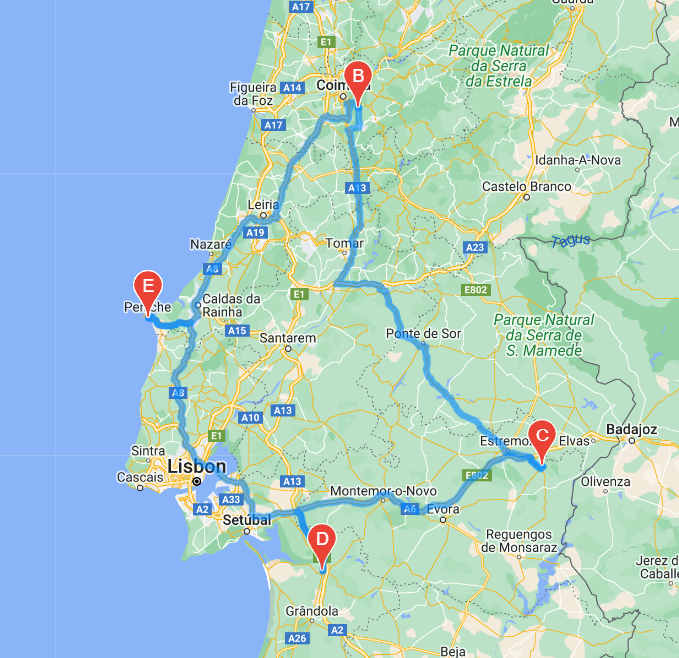 A17
Guarda
E1
Parque Natural
da Serra
da Estrela
B
Figueira
da Foz
A14
A17
Idanha-A-Nova
Castelo Branco
A13
Leiria
A19
Nazaré
Tomar
A23
Tagus
A8
E
Peniche
Caldas da
Rainha
E1
E802
A15
Santarem
Ponte de Sor
Parque Natural
da Serra de
S. Mamede
A8
A10
A13
E1
C
Elvas
Badajoz
Sintra
Lisbon
Cascais
A13
E802
Olivenza
A33
A2
Montemor-o-Novo
A6
Evora
Setúbal
D
Reguengos
de Monsaraz
Jerez d
Caballe
Grândola
A26
A2
Beja